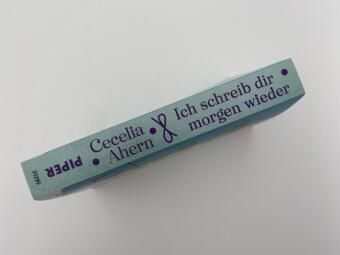 Cecelia
Ahern
Ich schreib dir
morgen wieder
PIPER